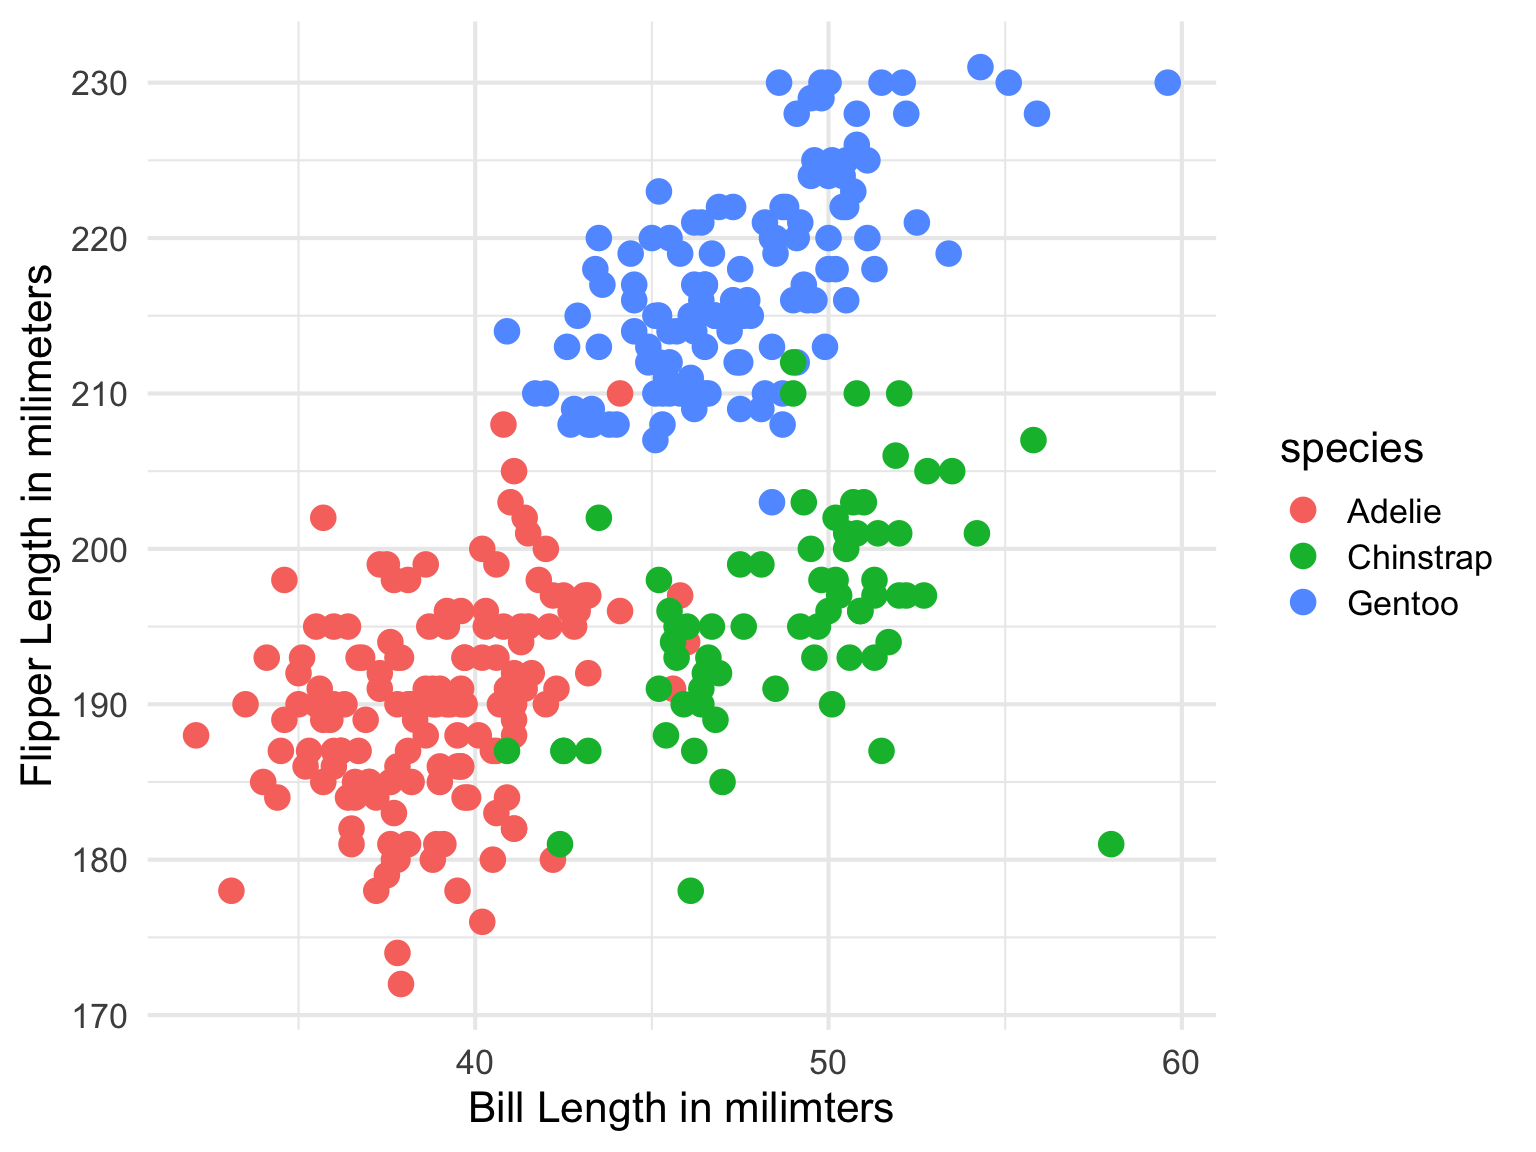 230
220
210
200
190
180
170
40
50
60
Flipper Length in milimeters
Bill Length in milimters
species
Adelie
Chinstrap
Gentoo